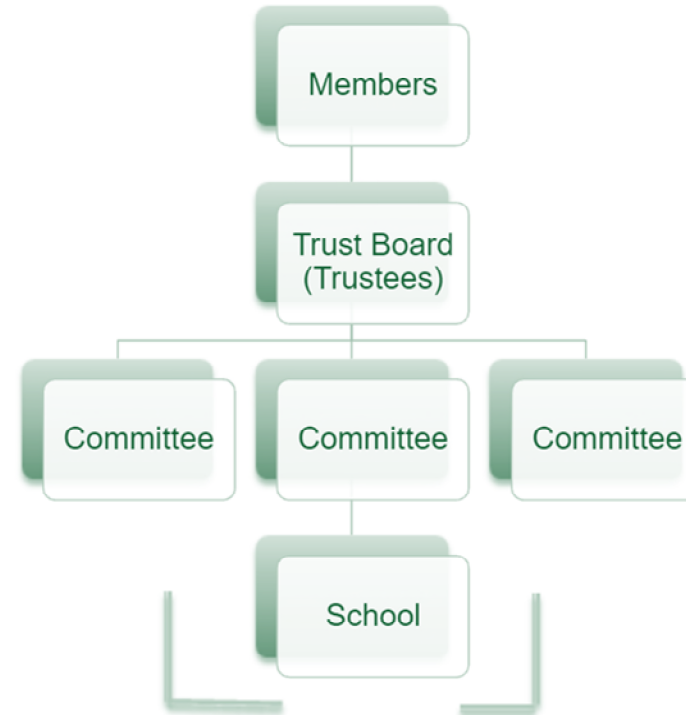 Members
Trust Board
(Trustees)
Committee
Committee
Committee
School